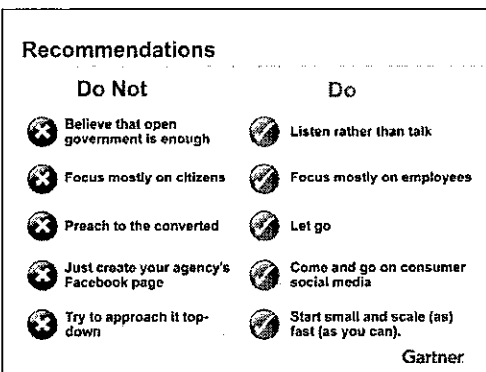 Recommendations
Do Not
Do
Believe that open
government is enough
Listen rather than talk
Focus mostly on citizens
Focus mostly on employees
Preach to the converted
Let go
Just create your agency's
Facebook page
Come and go on consumer
social media
Try to approach it top-
down
Start small and scale (as)
fast (as you can).
Gartner